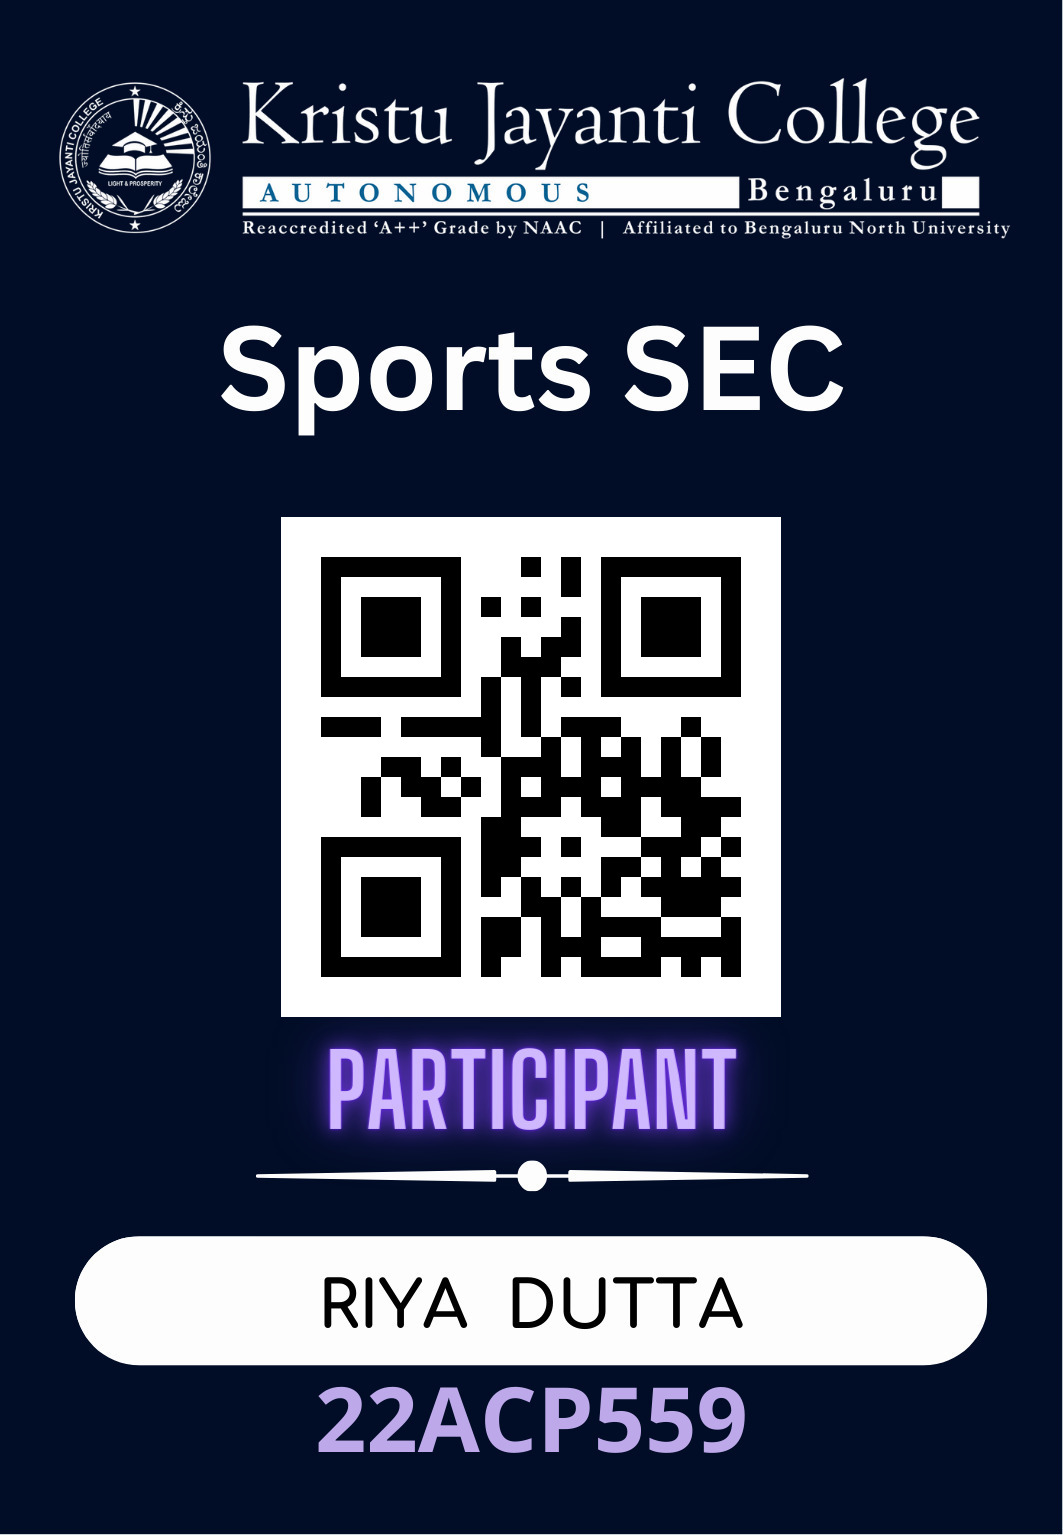 KRISTU JAYANTI COLLEGE
ಕ್ರಿಸ್ತು ಜಯಂತಿ ಕಾಲೇಜು
LIGHT & PROSPERITY
Kristu Jayanti College
AUTONOMOUS Bengaluru
Reaccredited ‘A++’ Grade by NAAC | Affiliated to Bengaluru North University
Sports SEC
PARTICIPANT
RIYA DUTTA
22ACP559